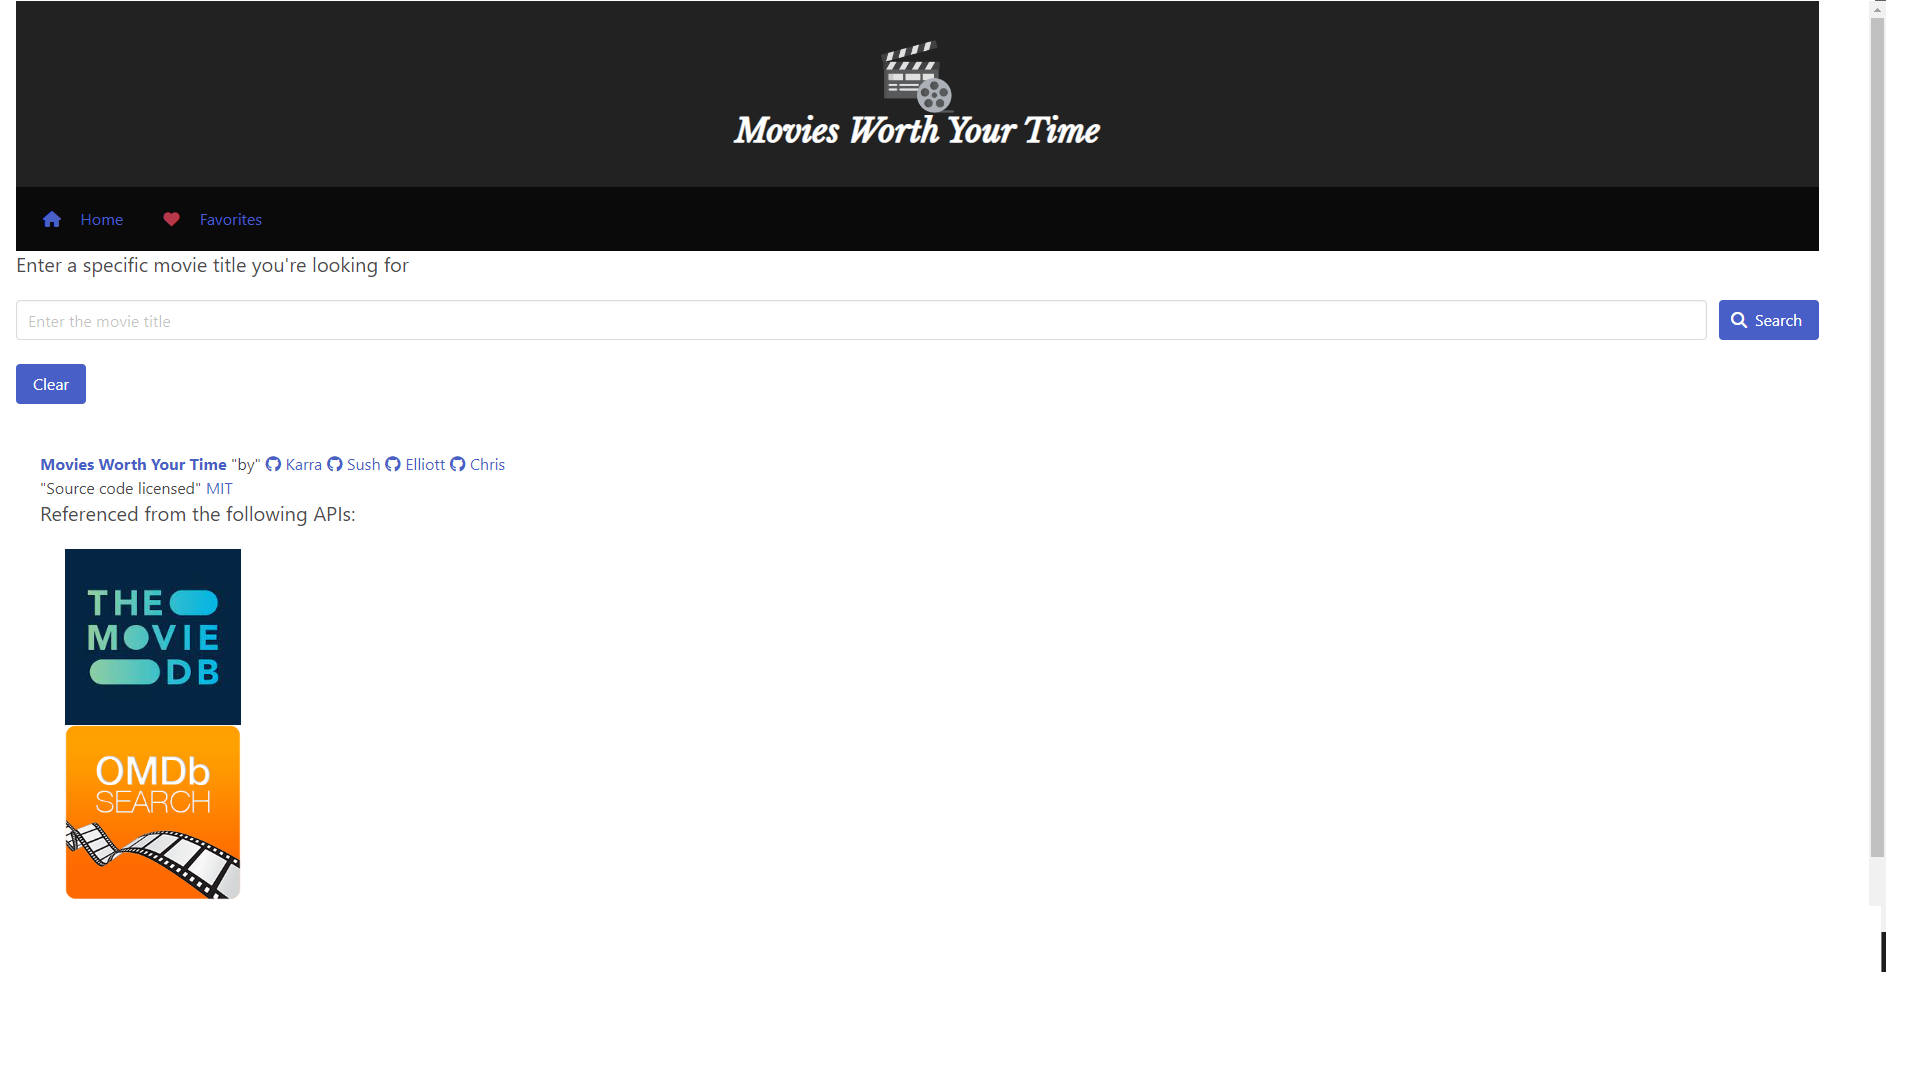 Movies Worth Your Time
Home Favorites
Enter a specific movie title you're looking for
Enter the movie title
Search
Clear
Movies Worth Your Time "by" Karra Sush Elliott Chris
"Source code licensed" MIT
Referenced from the following APIs:
THE
MOVIE
DB
OMDb
SEARCH